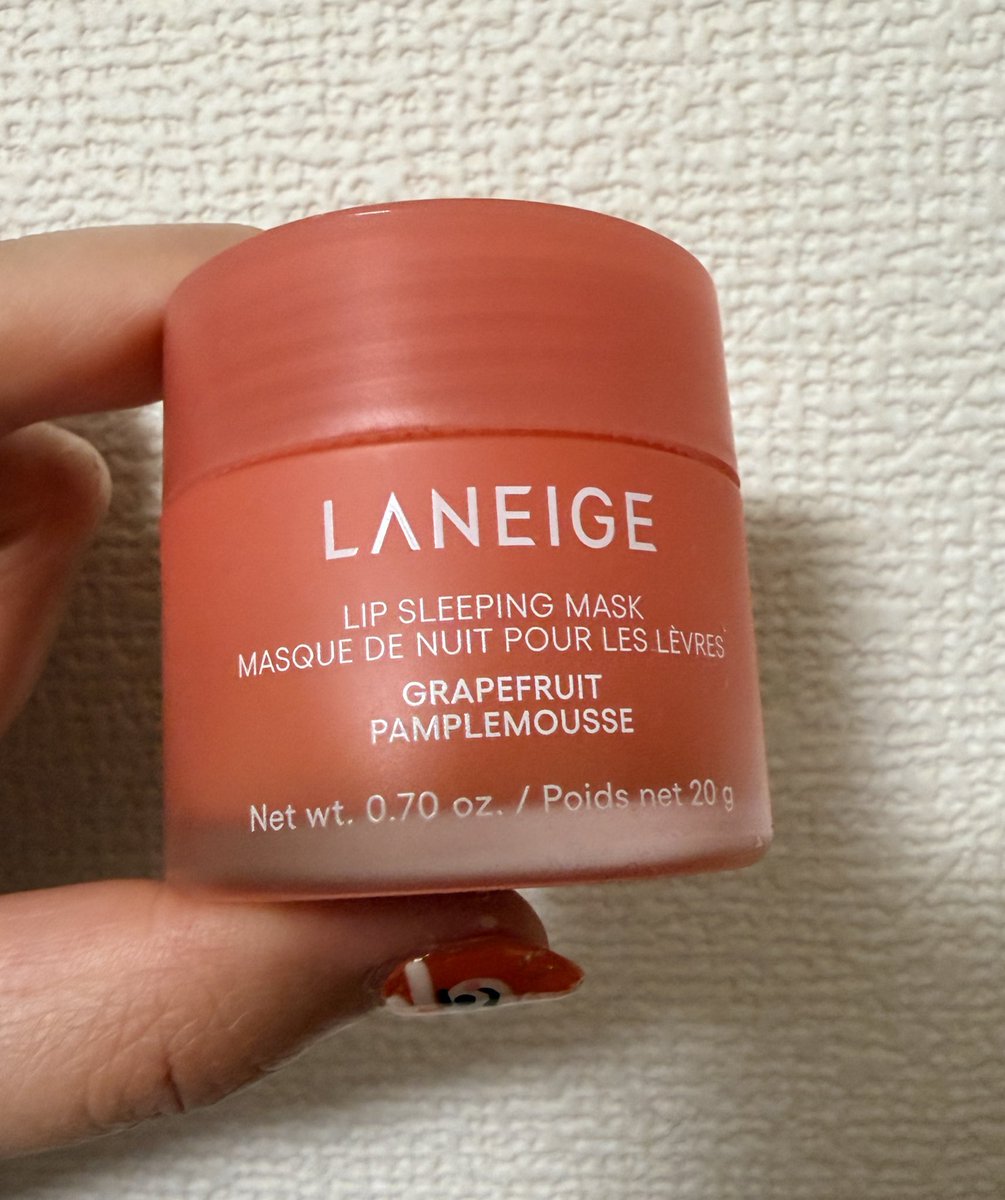 LANEIGE
LIP SLEEPING MASK
MASQUE DE NUIT POUR LES LÈVRES
GRAPEFRUIT
PAMPLEMOUSSE
Net wt. 0.70 oz. / Poids net 20 g